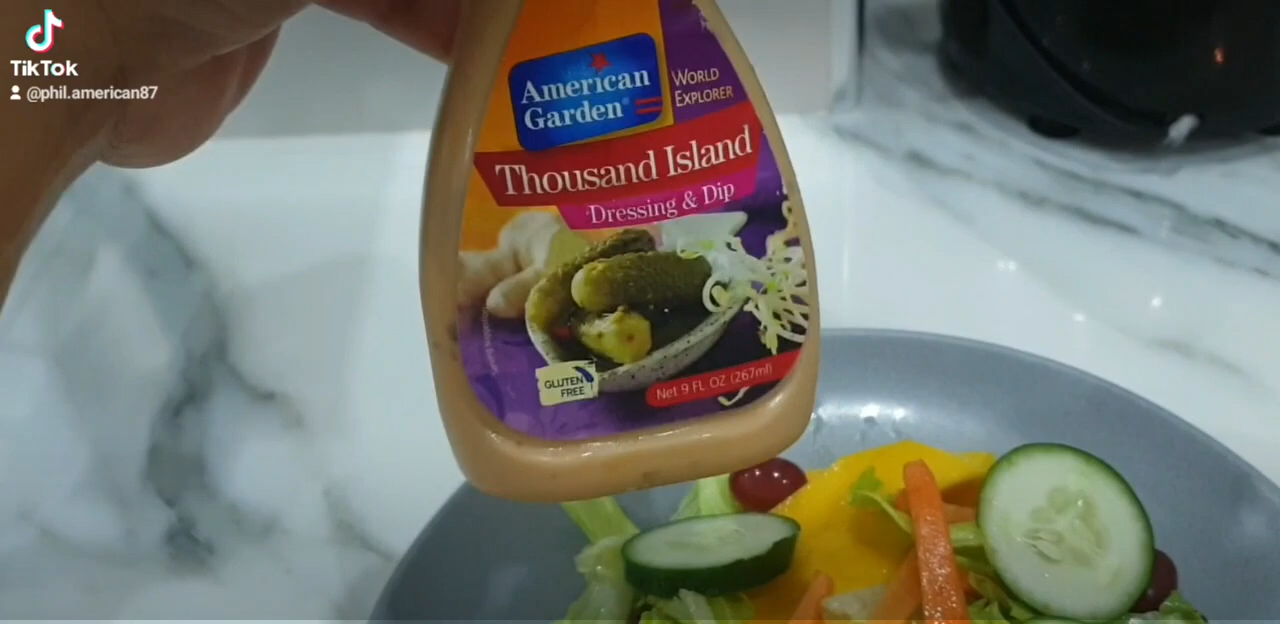 TikTok
@phil.american87
American
Garden®
WORLD
EXPLORER
Thousand Island
Dressing & Dip
GLUTEN
FREE
Net 9 FL OZ (267ml)